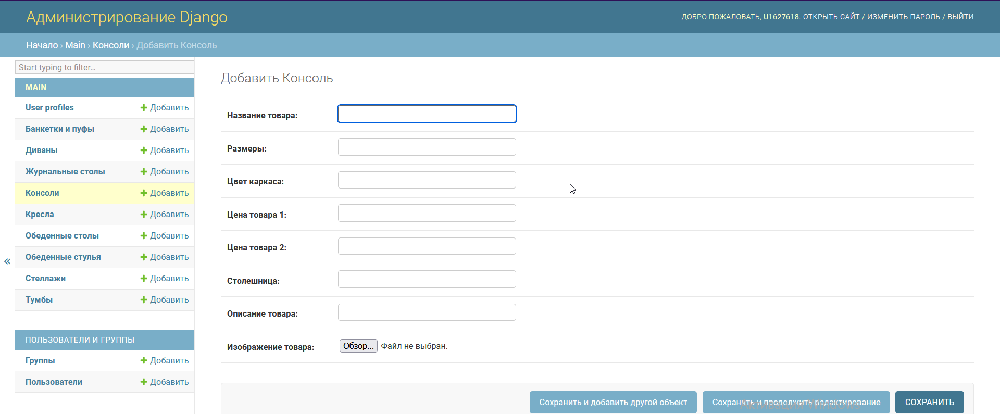 Администрирование Django
ДОБРО ПОЖАЛОВАТЬ, U1627618. ОТКРЫТЬ САЙТ / ИЗМЕНИТЬ ПАРОЛЬ / ВЫЙТИ
Начало › Main › Консоли › Добавить Консоль
Start typing to filter...
MAIN
User profiles Добавить
Банкетки и пуфы Добавить
Диваны Добавить
Журнальные столы Добавить
Консоли Добавить
Кресла Добавить
Обеденные столы Добавить
Обеденные стулья Добавить
Стеллажи Добавить
Тумбы Добавить
ПОЛЬЗОВАТЕЛИ И ГРУППЫ
Группы Добавить
Пользователи Добавить
«
Добавить Консоль
Название товара:
Размеры:
Цвет каркаса:
Цена товара 1:
Цена товара 2:
Столешница:
Описание товара:
Изображение товара: Обзор... Файл не выбран.
Сохранить и добавить другой объект Сохранить и продолжить редактирование СОХРАНИТЬ
Активация Windows